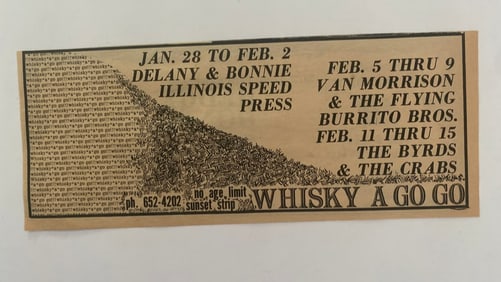 JAN. 28 TO FEB. 2
DELANY & BONNIE
ILLINOIS SPEED
PRESS
FEB. 5 THRU 9
VAN MORRISON
& THE FLYING
BURRITO BROS.
FEB. 11 THRU 15
THE BYRDS
& THE CRABS
ph. 652-4202
no age limit
sunset strip
WHISKY A GO GO